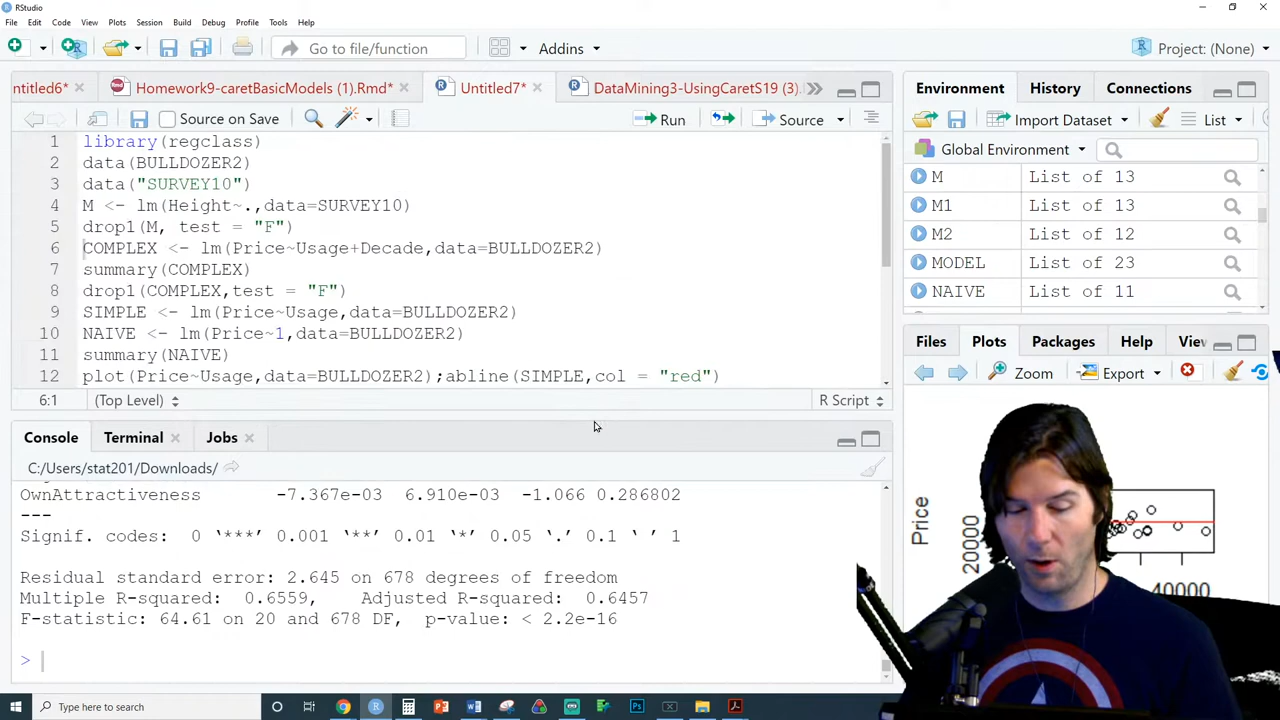 RStudio
File Edit Code View Plots Session Build Debug Profile Tools Help
Go to file/function
Addins
Project: (None)
ntitled6*
Homework9-caretBasicModels (1).Rmd*
Untitled7*
DataMining3-UsingCaretS19 (3).
Source on Save
Run
Source
1 library(regclass)
2 data(BULLDOZER2)
3 data("SURVEY10")
4 M <- lm(Height~.,data=SURVEY10)
5 drop1(M, test = "F")
6 COMPLEX <- lm(Price~Usage+Decade,data=BULLDOZER2)
7 summary(COMPLEX)
8 drop1(COMPLEX,test = "F")
9 SIMPLE <- lm(Price~Usage,data=BULLDOZER2)
10 NAIVE <- lm(Price~1,data=BULLDOZER2)
11 summary(NAIVE)
12 plot(Price~Usage,data=BULLDOZER2);abline(SIMPLE,col = "red")
6:1 (Top Level) R Script
Console Terminal Jobs
C:/Users/stat201/Downloads/
OwnAttractiveness -7.367e-03 6.910e-03 -1.066 0.286802
---
Signif. codes: 0 ‘***’ 0.001 ‘**’ 0.01 ‘*’ 0.05 ‘.’ 0.1 ‘ ’ 1
Residual standard error: 2.645 on 678 degrees of freedom
Multiple R-squared: 0.6559, Adjusted R-squared: 0.6457
F-statistic: 64.61 on 20 and 678 DF, p-value: < 2.2e-16
>
Environment History Connections
Import Dataset
List
Global Environment
M List of 13
M1 List of 13
M2 List of 12
MODEL List of 23
NAIVE List of 11
Files Plots Packages Help Vie
Zoom Export
Price
20000
40000
Type here to search